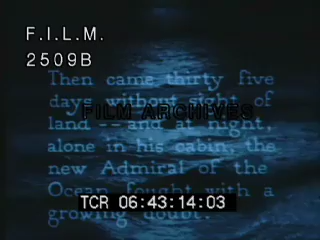 F.I.L.M.
2509B
Then came thirty five
days without sight of
FILM ARCHIVES
land -- and at night,
alone in his cabin, the
new Admiral of the
Ocean fought with a
TCR 06:43:14:03
growing doubt.